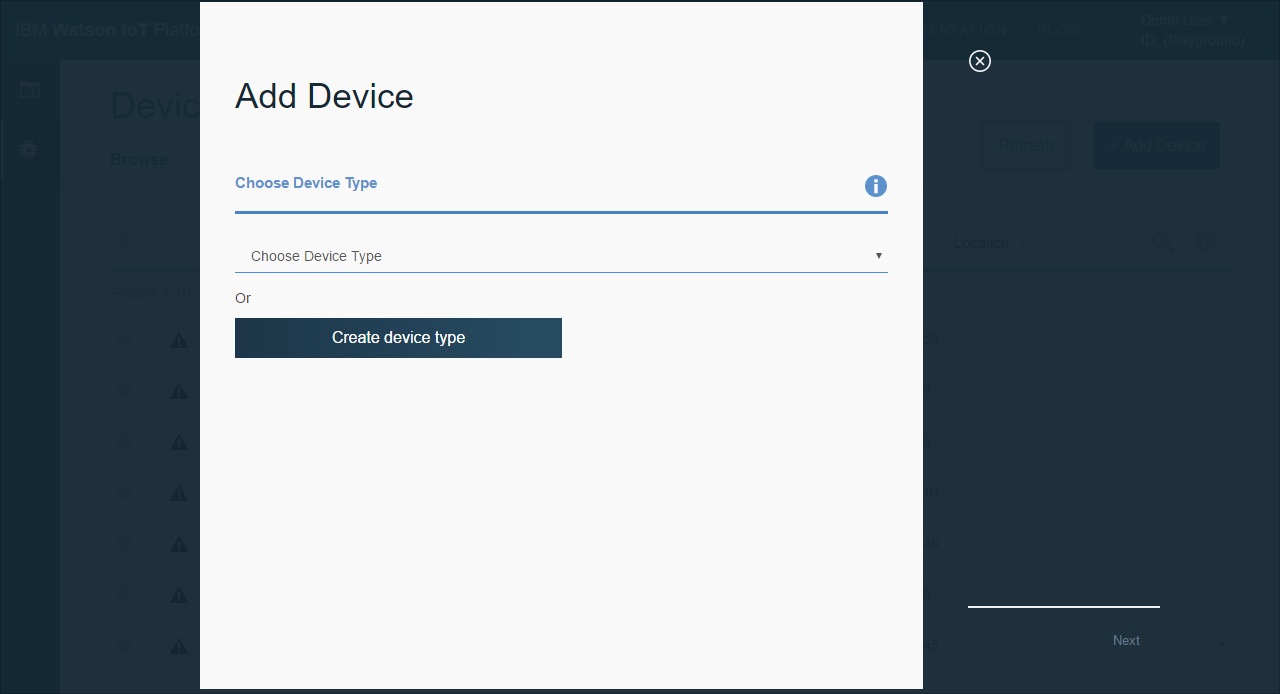 IBM Watson IoT Platfo
BLOG
Demo User ▼
ID: (Playground)
Add Device
Devic
Refresh
+ Add Device
Browse
Choose Device Type
Location
Choose Device Type ▼
Or
Create device type
Next